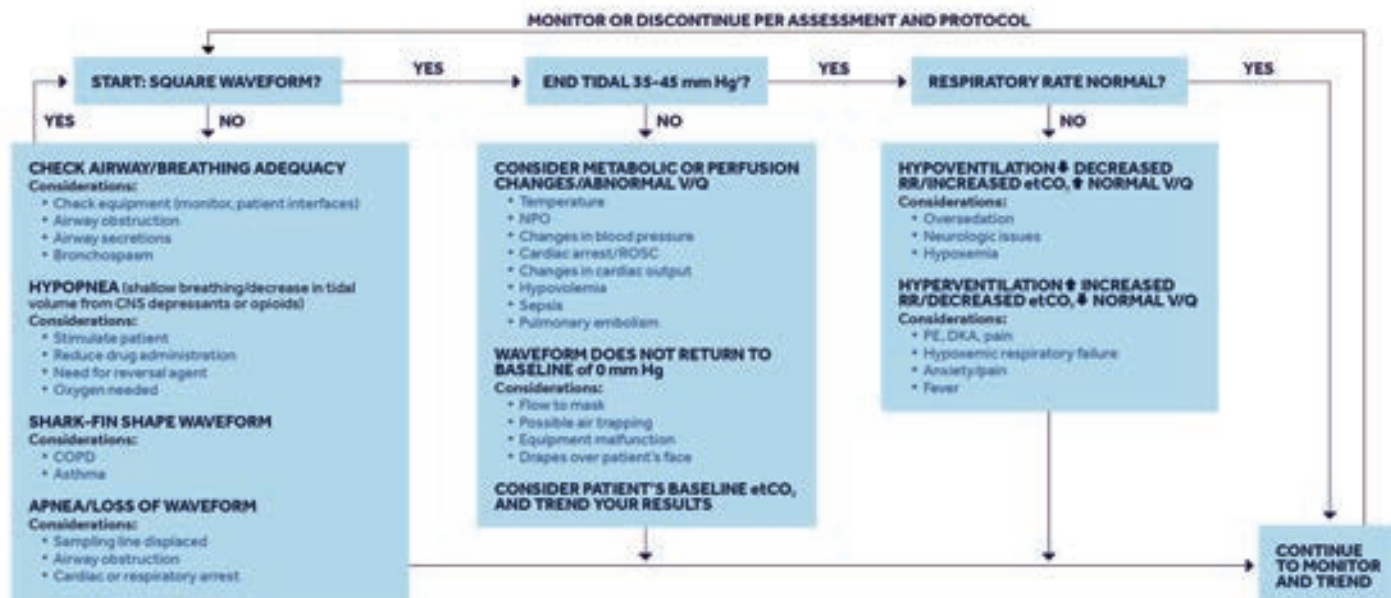 MONITOR OR DISCONTINUE PER ASSESSMENT AND PROTOCOL
START: SQUARE WAVEFORM?
YES
END TIDAL 35–45 mm Hg¹?
YES
RESPIRATORY RATE NORMAL?
YES
YES
NO
NO
NO
CHECK AIRWAY/BREATHING ADEQUACY
Considerations:
• Check equipment (monitor, patient interfaces)
• Airway obstruction
• Airway secretions
• Bronchospasm
HYPOPNEA (shallow breathing/decrease in tidal
volume from CNS depressants or opioids)
Considerations:
• Stimulate patient
• Reduce drug administration
• Need for reversal agent
• Oxygen needed
SHARK-FIN SHAPE WAVEFORM
Considerations:
• COPD
• Asthma
APNEA/LOSS OF WAVEFORM
Considerations:
• Sampling line displaced
• Airway obstruction
• Cardiac or respiratory arrest
CONSIDER METABOLIC OR PERFUSION
CHANGES/ABNORMAL V/Q
• Temperature
• NPO
• Changes in blood pressure
• Cardiac arrest/ROSC
• Changes in cardiac output
• Hypovolemia
• Sepsis
• Pulmonary embolism
WAVEFORM DOES NOT RETURN TO
BASELINE of 0 mm Hg
Considerations:
• Flow to mask
• Possible air trapping
• Equipment malfunction
• Drapes over patient's face
CONSIDER PATIENT'S BASELINE etCO₂
AND TREND YOUR RESULTS
HYPOVENTILATION ⬇ DECREASED
RR/INCREASED etCO₂ ⬆ NORMAL V/Q
Considerations:
• Oversedation
• Neurologic issues
• Hypoxemia
HYPERVENTILATION ⬆ INCREASED
RR/DECREASED etCO₂ ⬇ NORMAL V/Q
Considerations:
• PE, DKA, pain
• Hypoxemic respiratory failure
• Anxiety/pain
• Fever
CONTINUE
TO MONITOR
AND TREND